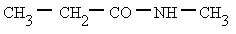 CH₃ — CH₂ — CO — NH — CH₃